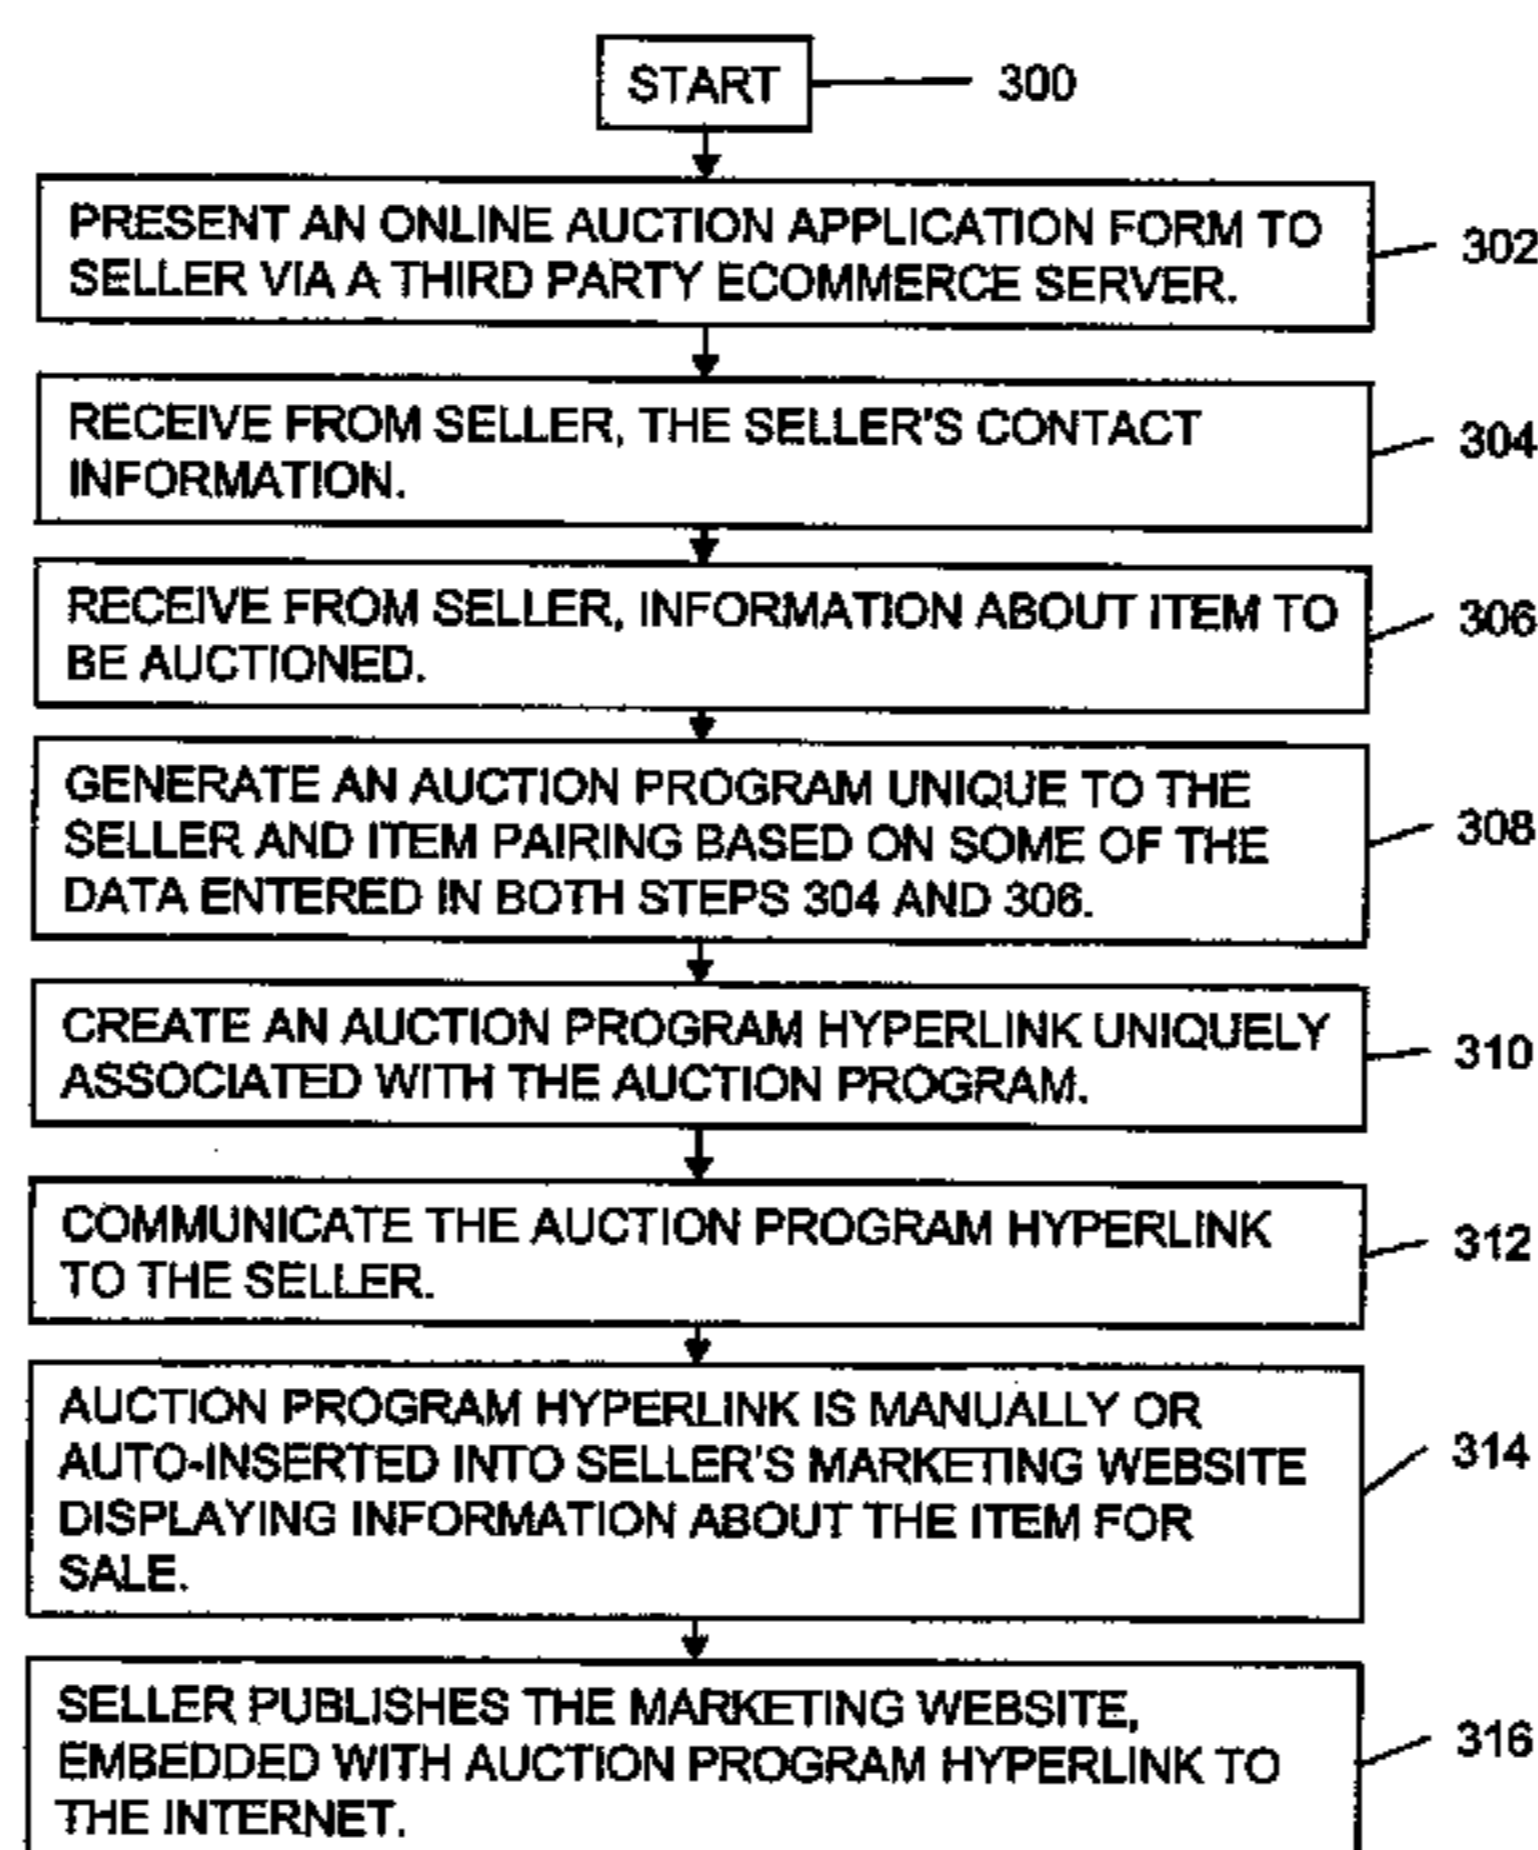 START
300
PRESENT AN ONLINE AUCTION APPLICATION FORM TO
SELLER VIA A THIRD PARTY ECOMMERCE SERVER.
302
RECEIVE FROM SELLER, THE SELLER'S CONTACT
INFORMATION.
304
RECEIVE FROM SELLER, INFORMATION ABOUT ITEM TO
BE AUCTIONED.
306
GENERATE AN AUCTION PROGRAM UNIQUE TO THE
SELLER AND ITEM PAIRING BASED ON SOME OF THE
DATA ENTERED IN BOTH STEPS 304 AND 306.
308
CREATE AN AUCTION PROGRAM HYPERLINK UNIQUELY
ASSOCIATED WITH THE AUCTION PROGRAM.
310
COMMUNICATE THE AUCTION PROGRAM HYPERLINK
TO THE SELLER.
312
AUCTION PROGRAM HYPERLINK IS MANUALLY OR
AUTO-INSERTED INTO SELLER'S MARKETING WEBSITE
DISPLAYING INFORMATION ABOUT THE ITEM FOR
SALE.
314
SELLER PUBLISHES THE MARKETING WEBSITE,
EMBEDDED WITH AUCTION PROGRAM HYPERLINK TO
THE INTERNET.
316